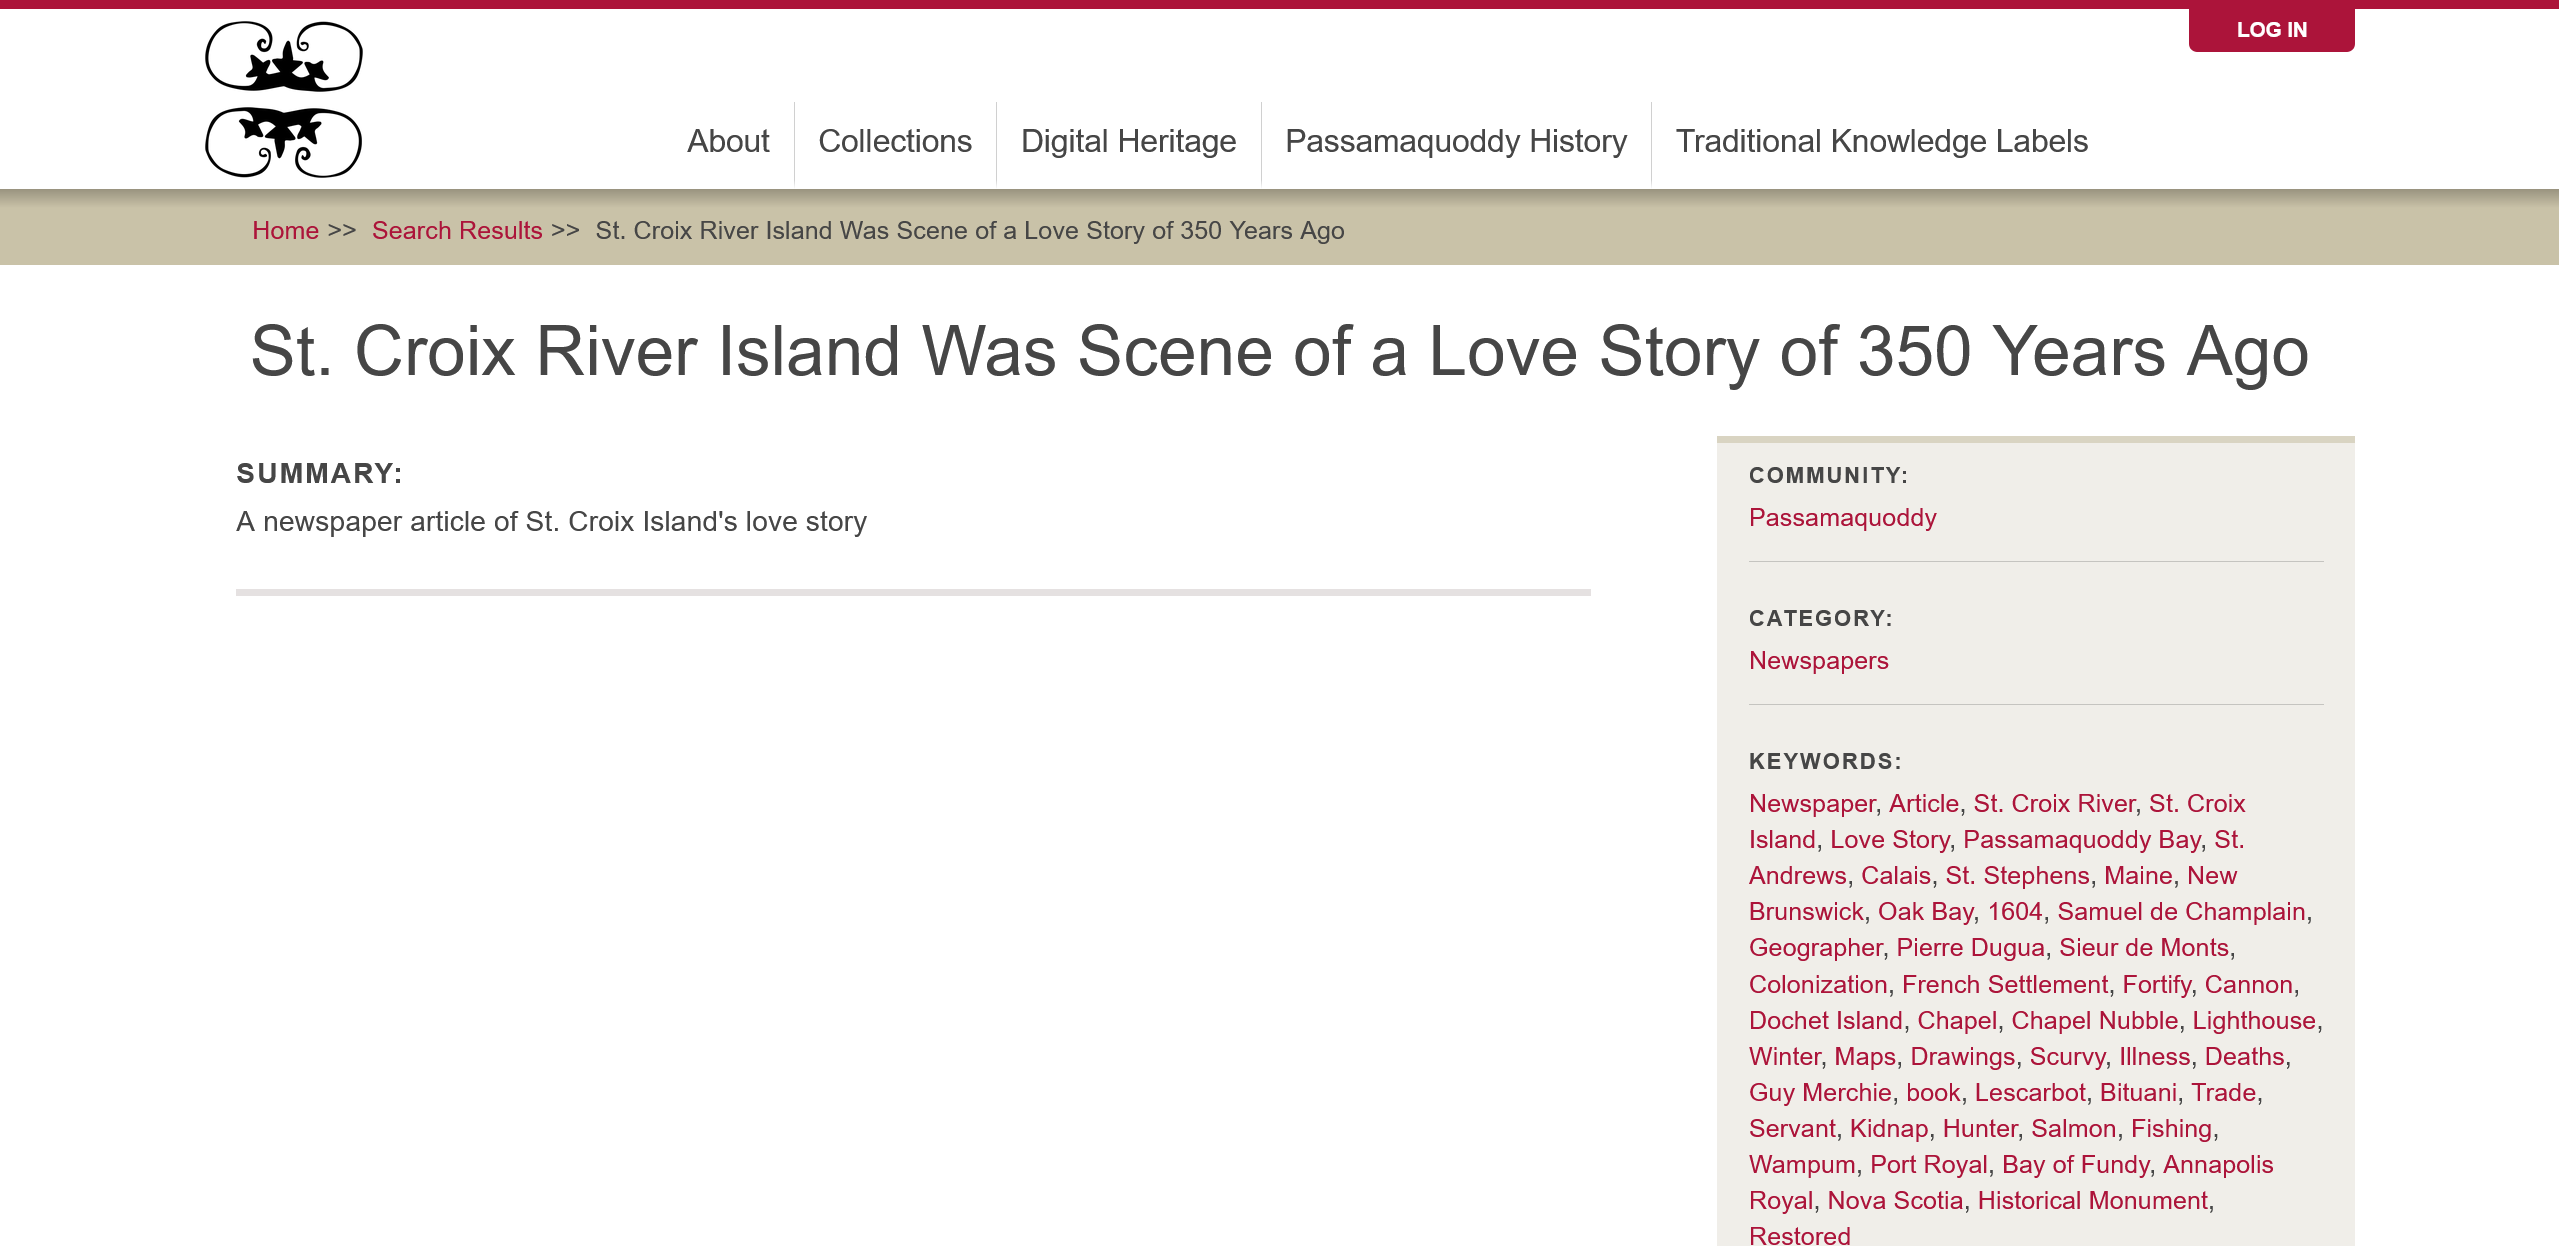 LOG IN
About
Collections
Digital Heritage
Passamaquoddy History
Traditional Knowledge Labels
Home >> Search Results >> St. Croix River Island Was Scene of a Love Story of 350 Years Ago
St. Croix River Island Was Scene of a Love Story of 350 Years Ago
SUMMARY:
A newspaper article of St. Croix Island's love story
COMMUNITY:
Passamaquoddy
CATEGORY:
Newspapers
KEYWORDS:
Newspaper, Article, St. Croix River, St. Croix
Island, Love Story, Passamaquoddy Bay, St.
Andrews, Calais, St. Stephens, Maine, New
Brunswick, Oak Bay, 1604, Samuel de Champlain,
Geographer, Pierre Dugua, Sieur de Monts,
Colonization, French Settlement, Fortify, Cannon,
Dochet Island, Chapel, Chapel Nubble, Lighthouse,
Winter, Maps, Drawings, Scurvy, Illness, Deaths,
Guy Merchie, book, Lescarbot, Bituani, Trade,
Servant, Kidnap, Hunter, Salmon, Fishing,
Wampum, Port Royal, Bay of Fundy, Annapolis
Royal, Nova Scotia, Historical Monument,
Restored